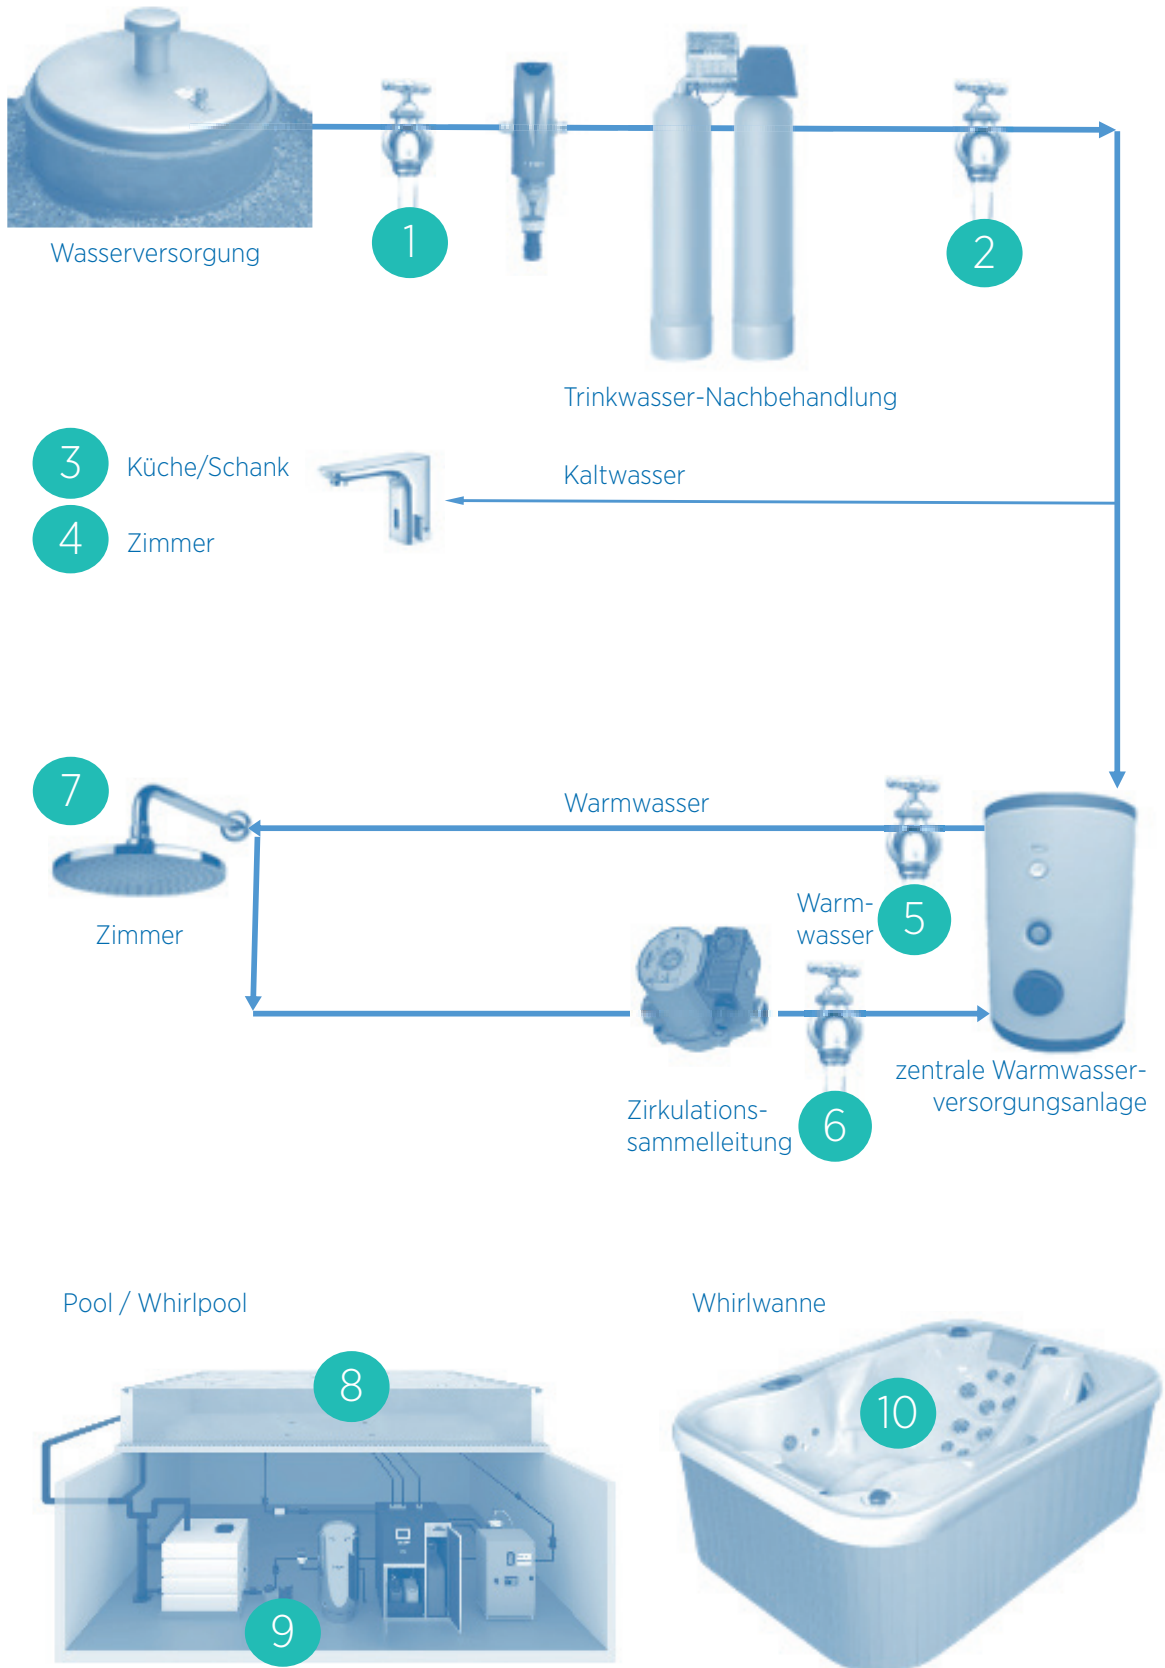 1
2
Wasserversorgung
Trinkwasser-Nachbehandlung
3
Küche/Schank
Kaltwasser
4
Zimmer
7
Warmwasser
Zimmer
Warm-
wasser
5
zentrale Warmwasser-
versorgungsanlage
Zirkulations-
sammelleitung
6
Pool / Whirlpool
Whirlwanne
8
10
9